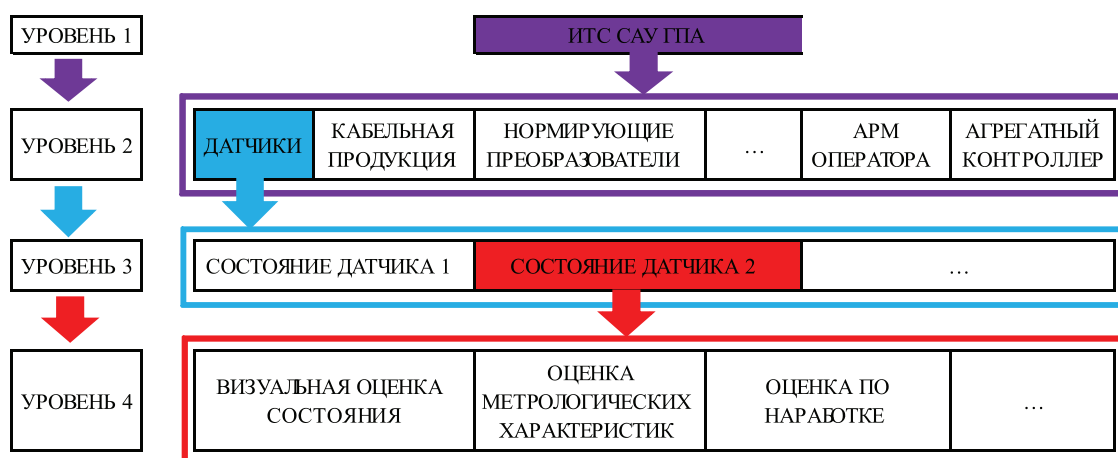 УРОВЕНЬ 1
ИТС САУ ГПА
УРОВЕНЬ 2
ДАТЧИКИ
КАБЕЛЬНАЯ
ПРОДУКЦИЯ
НОРМИРУЮЩИЕ
ПРЕОБРАЗОВАТЕЛИ
...
АРМ
ОПЕРАТОРА
АГРЕГАТНЫЙ
КОНТРОЛЛЕР
УРОВЕНЬ 3
СОСТОЯНИЕ ДАТЧИКА 1
СОСТОЯНИЕ ДАТЧИКА 2
...
УРОВЕНЬ 4
ВИЗУАЛЬНАЯ ОЦЕНКА
СОСТОЯНИЯ
ОЦЕНКА
МЕТРОЛОГИЧЕСКИХ
ХАРАКТЕРИСТИК
ОЦЕНКА ПО
НАРАБОТКЕ
...